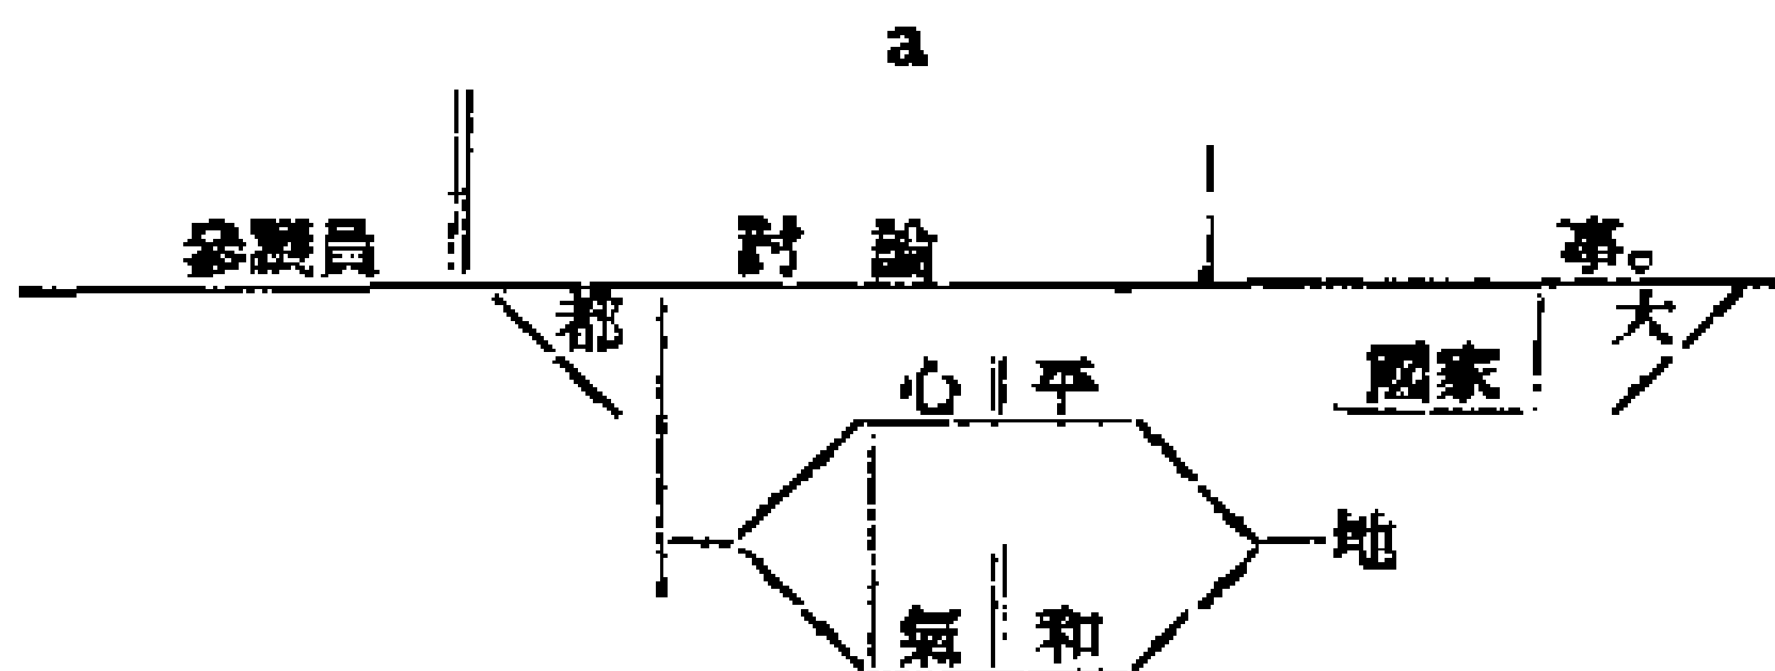 a
參議員 討 論 事。
都 大
心 平 國家
地
氣 和